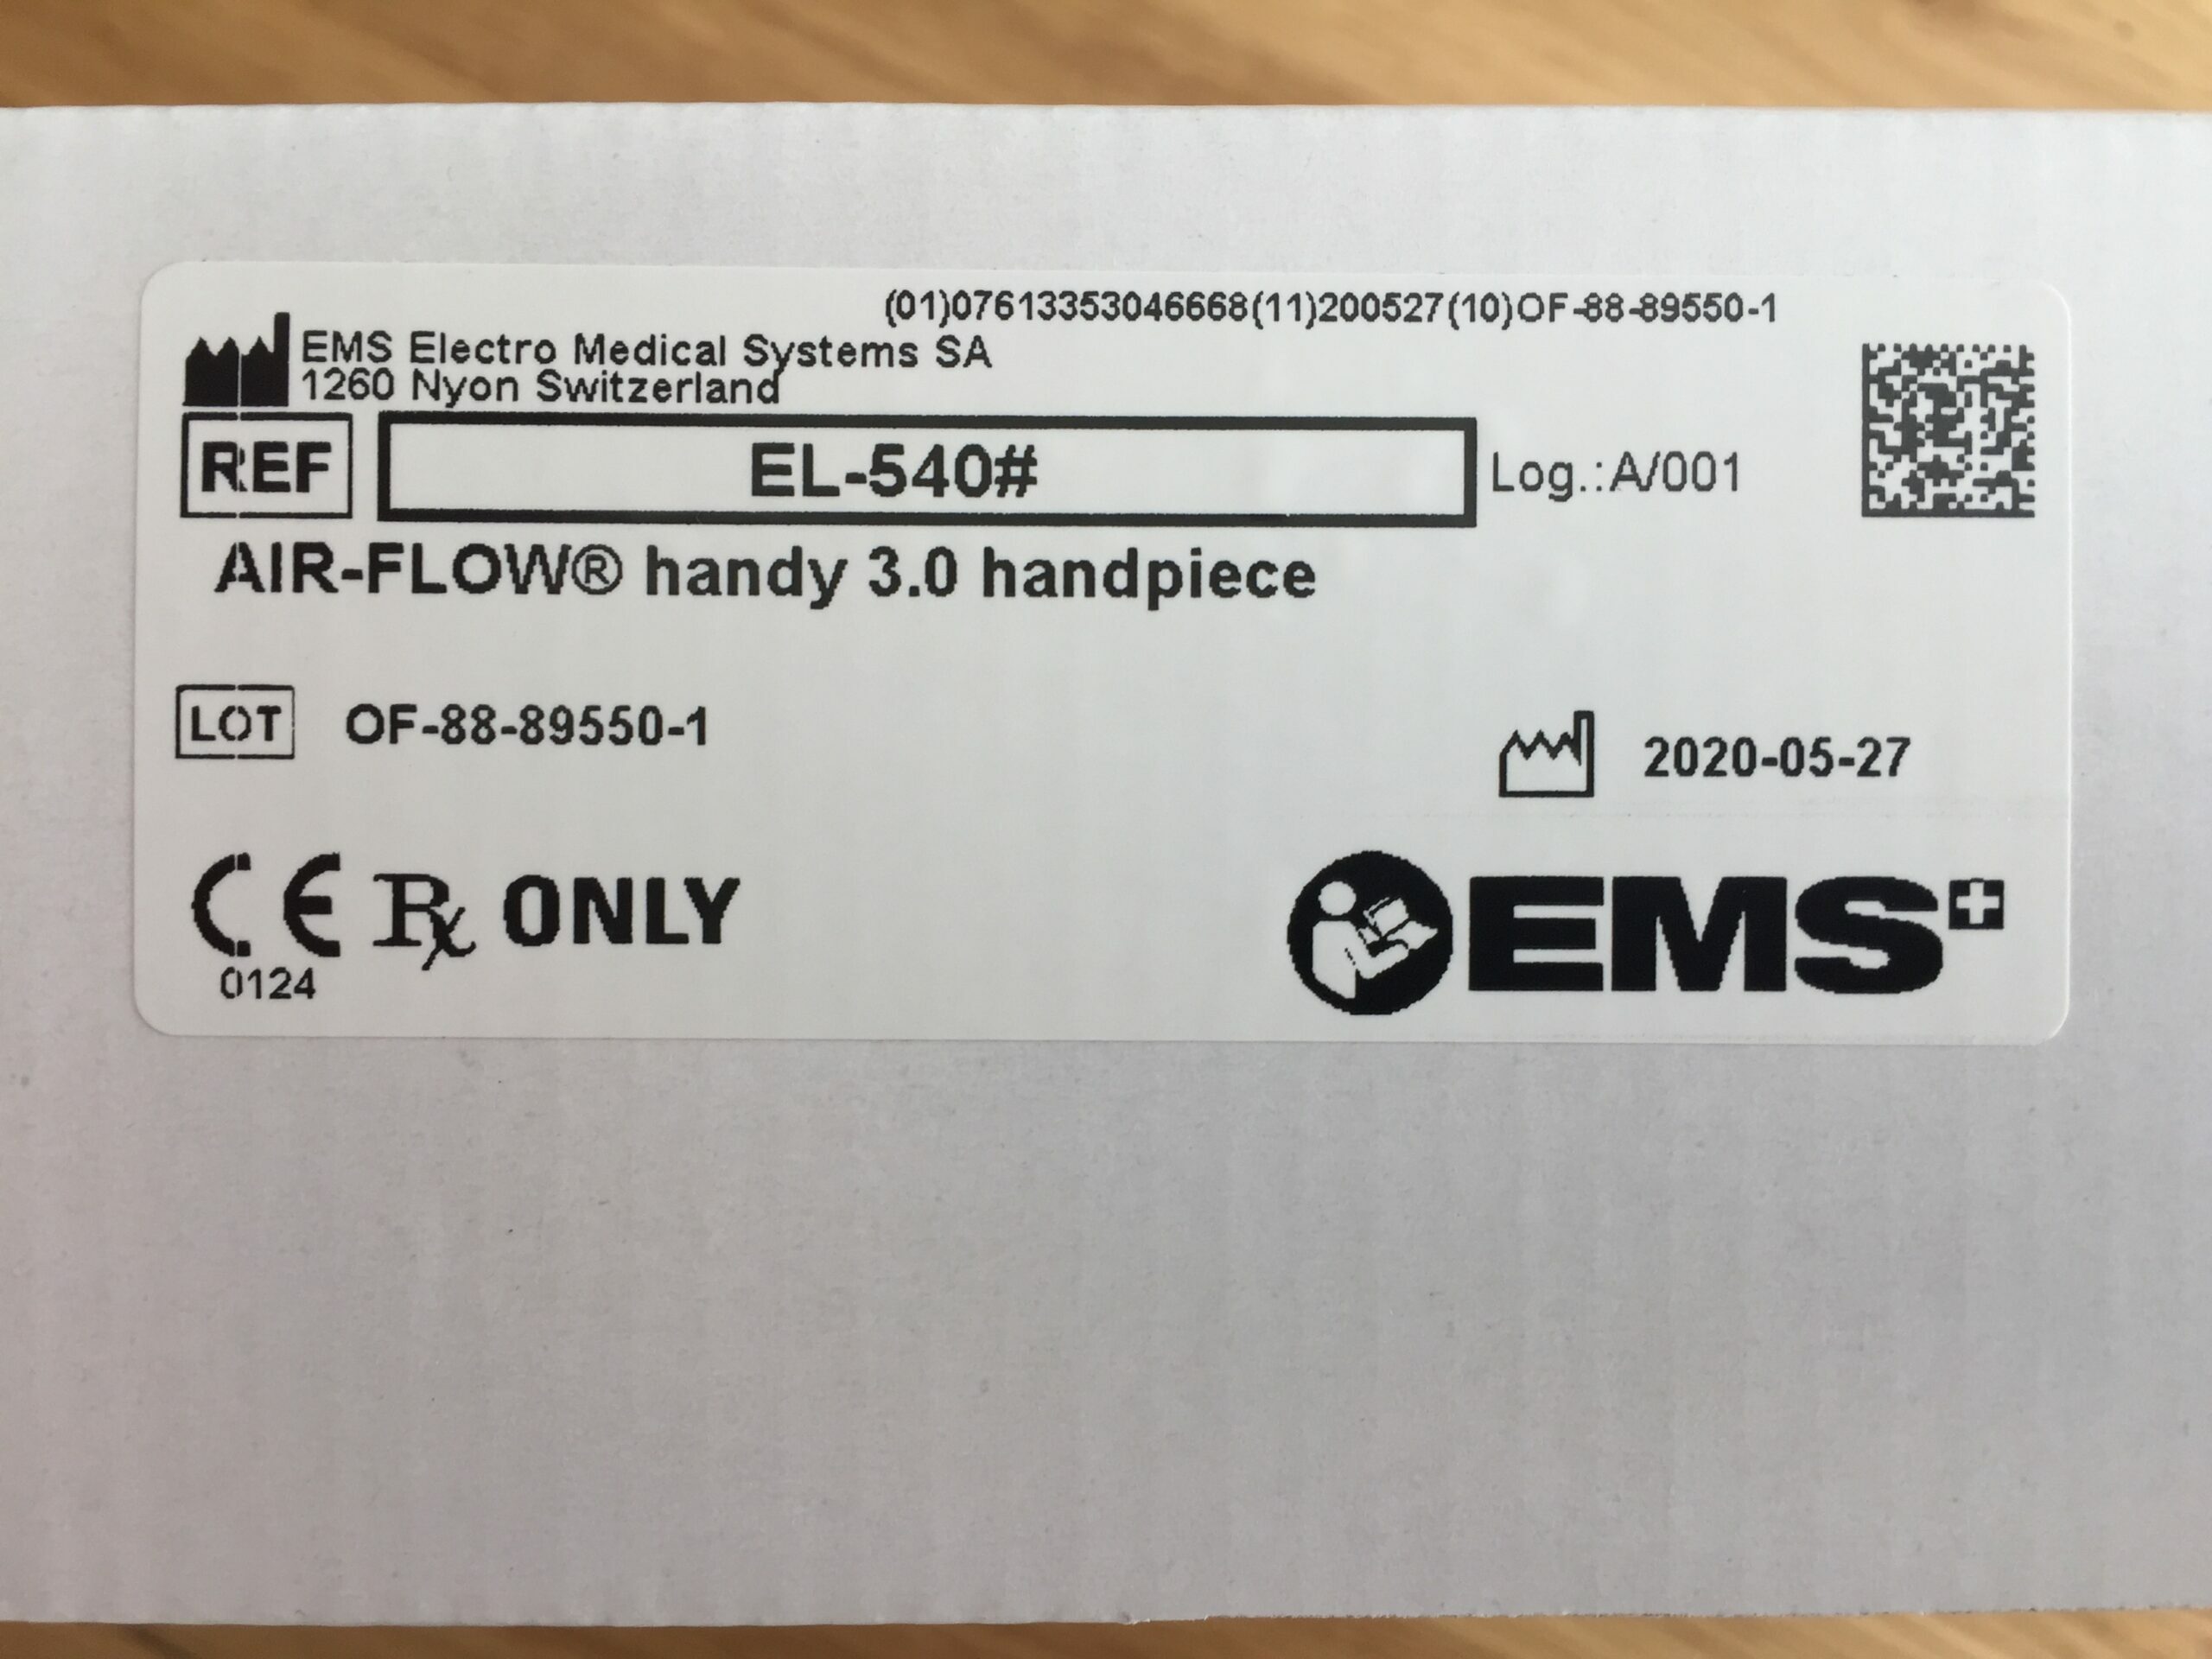 (01)07613353046668(11)200527(10)OF-88-89550-1
EMS Electro Medical Systems SA
1260 Nyon Switzerland
REF EL-540# Log.:A/001
AIR-FLOW® handy 3.0 handpiece
LOT OF-88-89550-1
2020-05-27
CE ℞ ONLY
0124
EMS